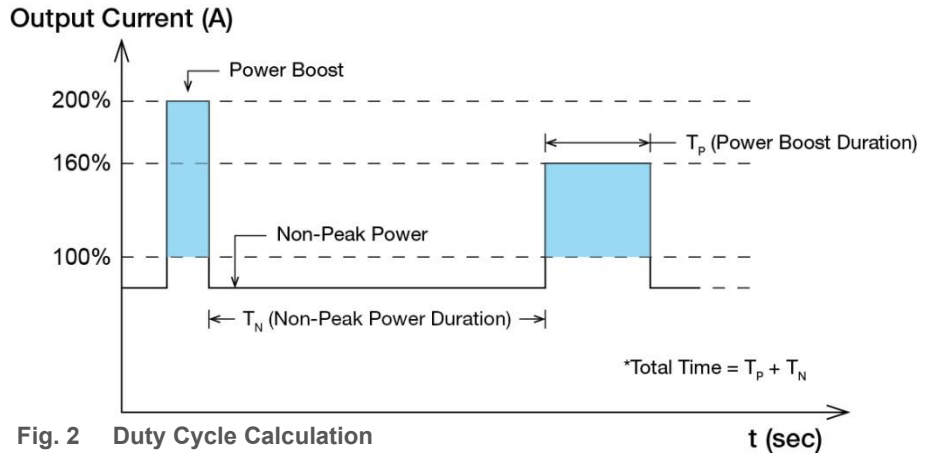 Output Current (A)
Power Boost
200%
T_P (Power Boost Duration)
160%
Non-Peak Power
100%
T_N (Non-Peak Power Duration)
*Total Time = T_P + T_N
Fig. 2 Duty Cycle Calculation
t (sec)